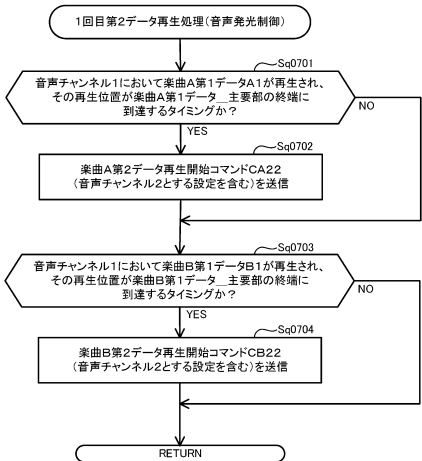 1回目第2データ再生処理(音声発光制御)
Sq0701
音声チャンネル1において楽曲A第1データA1が再生され、
その再生位置が楽曲A第1データ__主要部の終端に
到達するタイミングか?
NO
YES
Sq0702
楽曲A第2データ再生開始コマンドCA22
(音声チャンネル2とする設定を含む)を送信
Sq0703
音声チャンネル1において楽曲B第1データB1が再生され、
その再生位置が楽曲B第1データ__主要部の終端に
到達するタイミングか?
NO
YES
Sq0704
楽曲B第2データ再生開始コマンドCB22
(音声チャンネル2とする設定を含む)を送信
RETURN